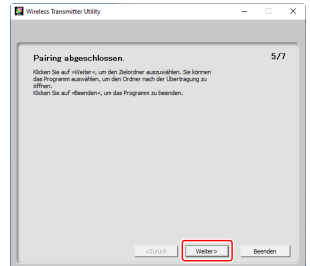 Wireless Transmitter Utility
Pairing abgeschlossen.
5/7
Klicken Sie auf »Weiter«, um den Zielordner auszuwählen. Sie können
das Programm auswählen, um den Ordner nach der Übertragung zu
öffnen.
Klicken Sie auf »Beenden«, um das Programm zu beenden.
<Zurück
Weiter>
Beenden